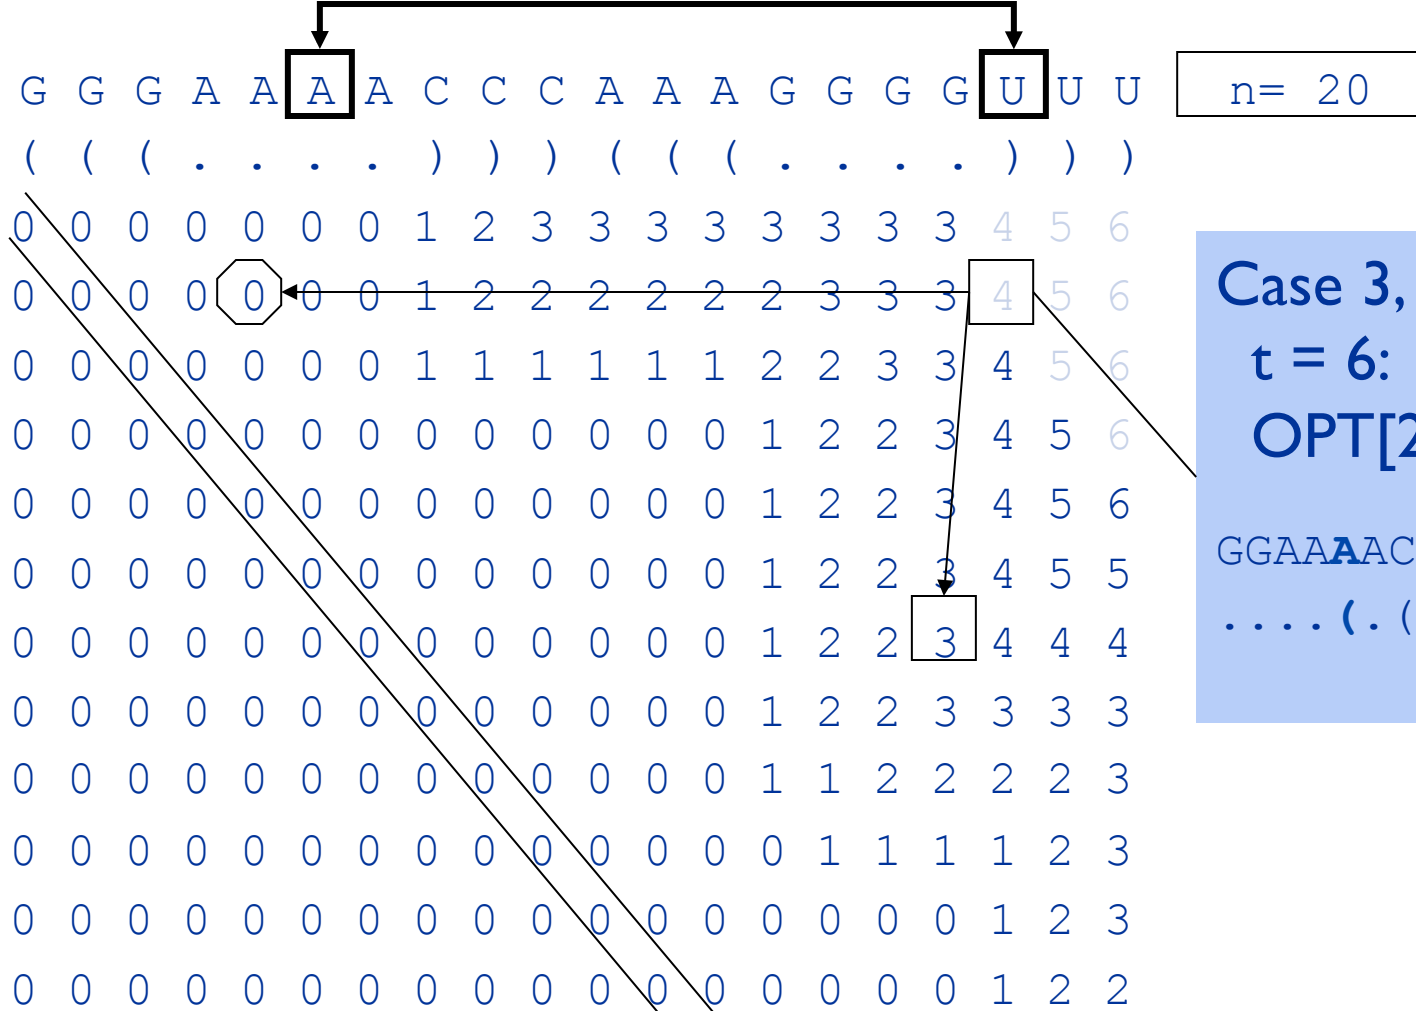 G G G A A A A C C C A A A G G G G U U U n= 20
( ( ( . . . . ) ) ) ( ( ( . . . . ) ) )
0 0 0 0 0 0 0 1 2 3 3 3 3 3 3 3 3 4 5 6
0 0 0 0 0 0 0 1 2 2 2 2 2 2 3 3 3 4 5 6
0 0 0 0 0 0 0 1 1 1 1 1 1 2 2 3 3 4 5 6
0 0 0 0 0 0 0 0 0 0 0 0 0 1 2 2 3 4 5 6
0 0 0 0 0 0 0 0 0 0 0 0 0 1 2 2 3 4 5 6
0 0 0 0 0 0 0 0 0 0 0 0 0 1 2 2 3 4 5 5
0 0 0 0 0 0 0 0 0 0 0 0 0 1 2 2 3 4 4 4
0 0 0 0 0 0 0 0 0 0 0 0 0 1 2 2 3 3 3 3
0 0 0 0 0 0 0 0 0 0 0 0 0 1 1 2 2 2 2 3
0 0 0 0 0 0 0 0 0 0 0 0 0 0 1 1 1 1 2 3
0 0 0 0 0 0 0 0 0 0 0 0 0 0 0 0 0 1 2 3
0 0 0 0 0 0 0 0 0 0 0 0 0 0 0 0 0 1 2 2
Case 3,
t = 6:
OPT[2
GGAAAAC
....(.(